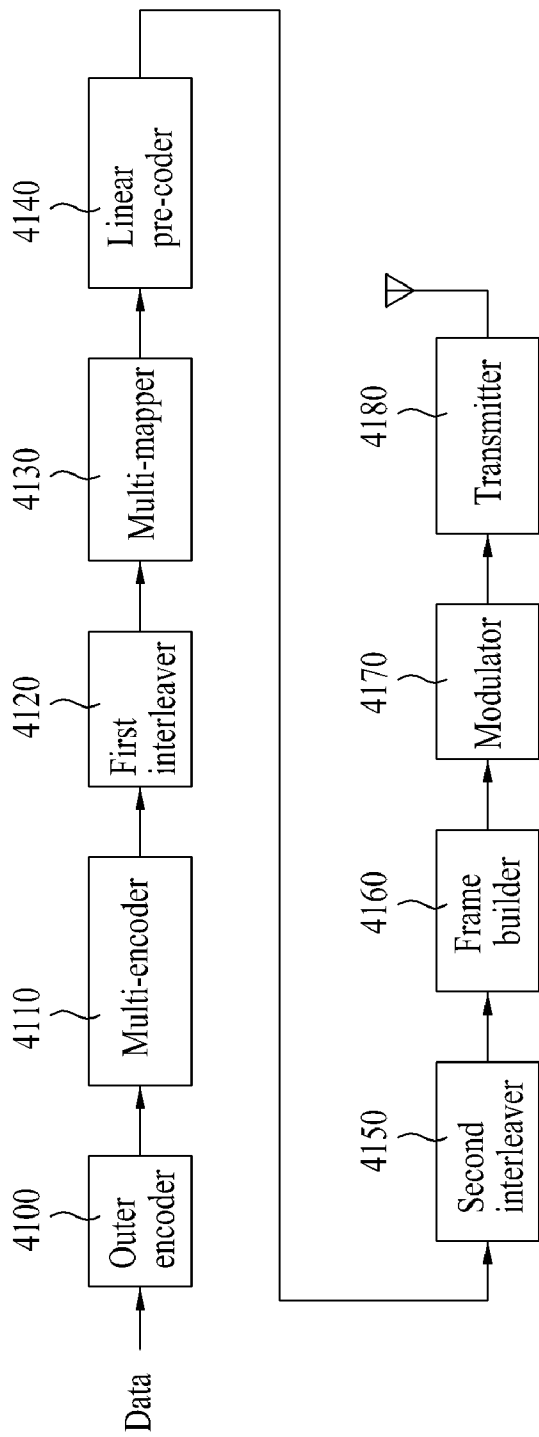 Data
4100
Outer
encoder
4110
Multi-encoder
4120
First
interleaver
4130
Multi-mapper
4140
Linear
pre-coder
4150
Second
interleaver
4160
Frame
builder
4170
Modulator
4180
Transmitter